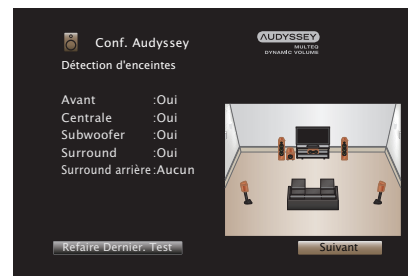 Conf. Audyssey
AUDYSSEY
MULTEQ
DYNAMIC VOLUME
Détection d'enceintes
Avant :Oui
Centrale :Oui
Subwoofer :Oui
Surround :Oui
Surround arrière :Aucun
Refaire Dernier. Test
Suivant